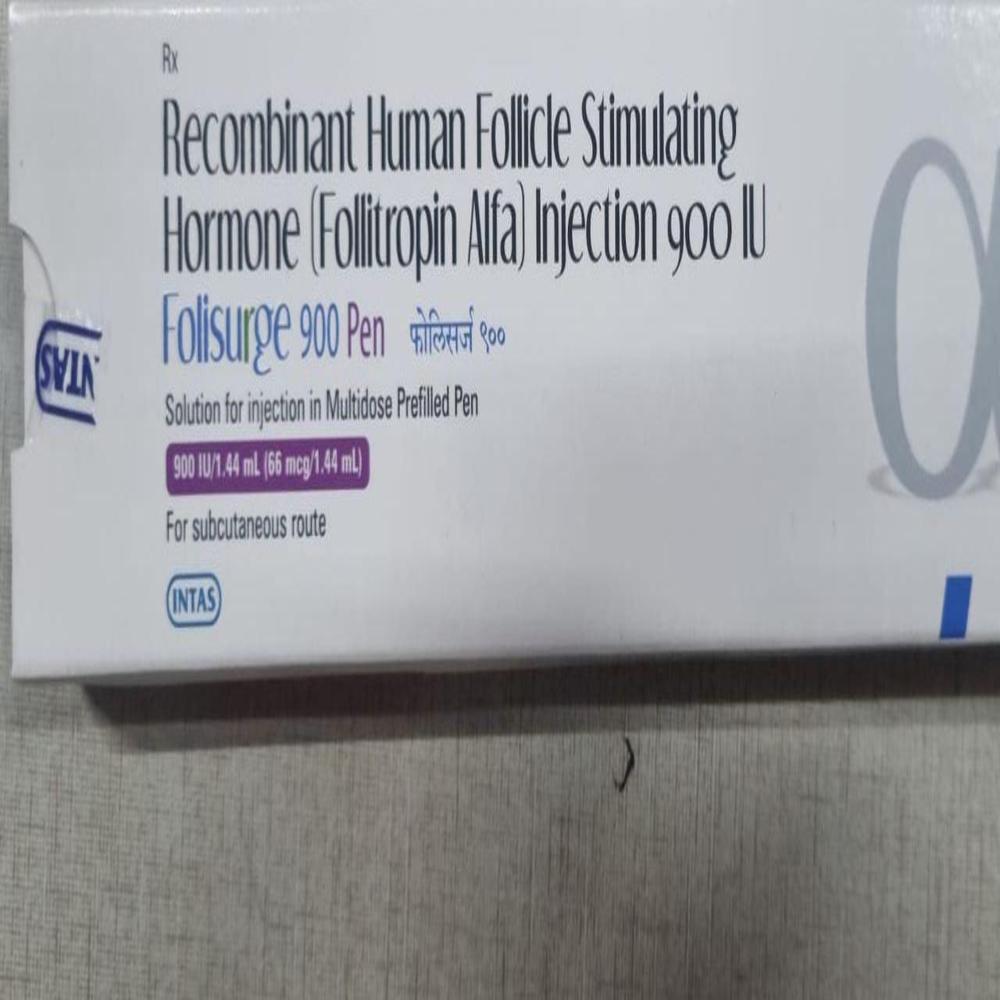 Rx
Recombinant Human Follicle Stimulating
Hormone (Follitropin Alfa) Injection 900 IU
Folisurge 900 Pen फोलिसर्ज ९००
Solution for injection in Multidose Prefilled Pen
900 IU/1.44 mL (66 mcg/1.44 mL)
For subcutaneous route
INTAS
NTAS
α